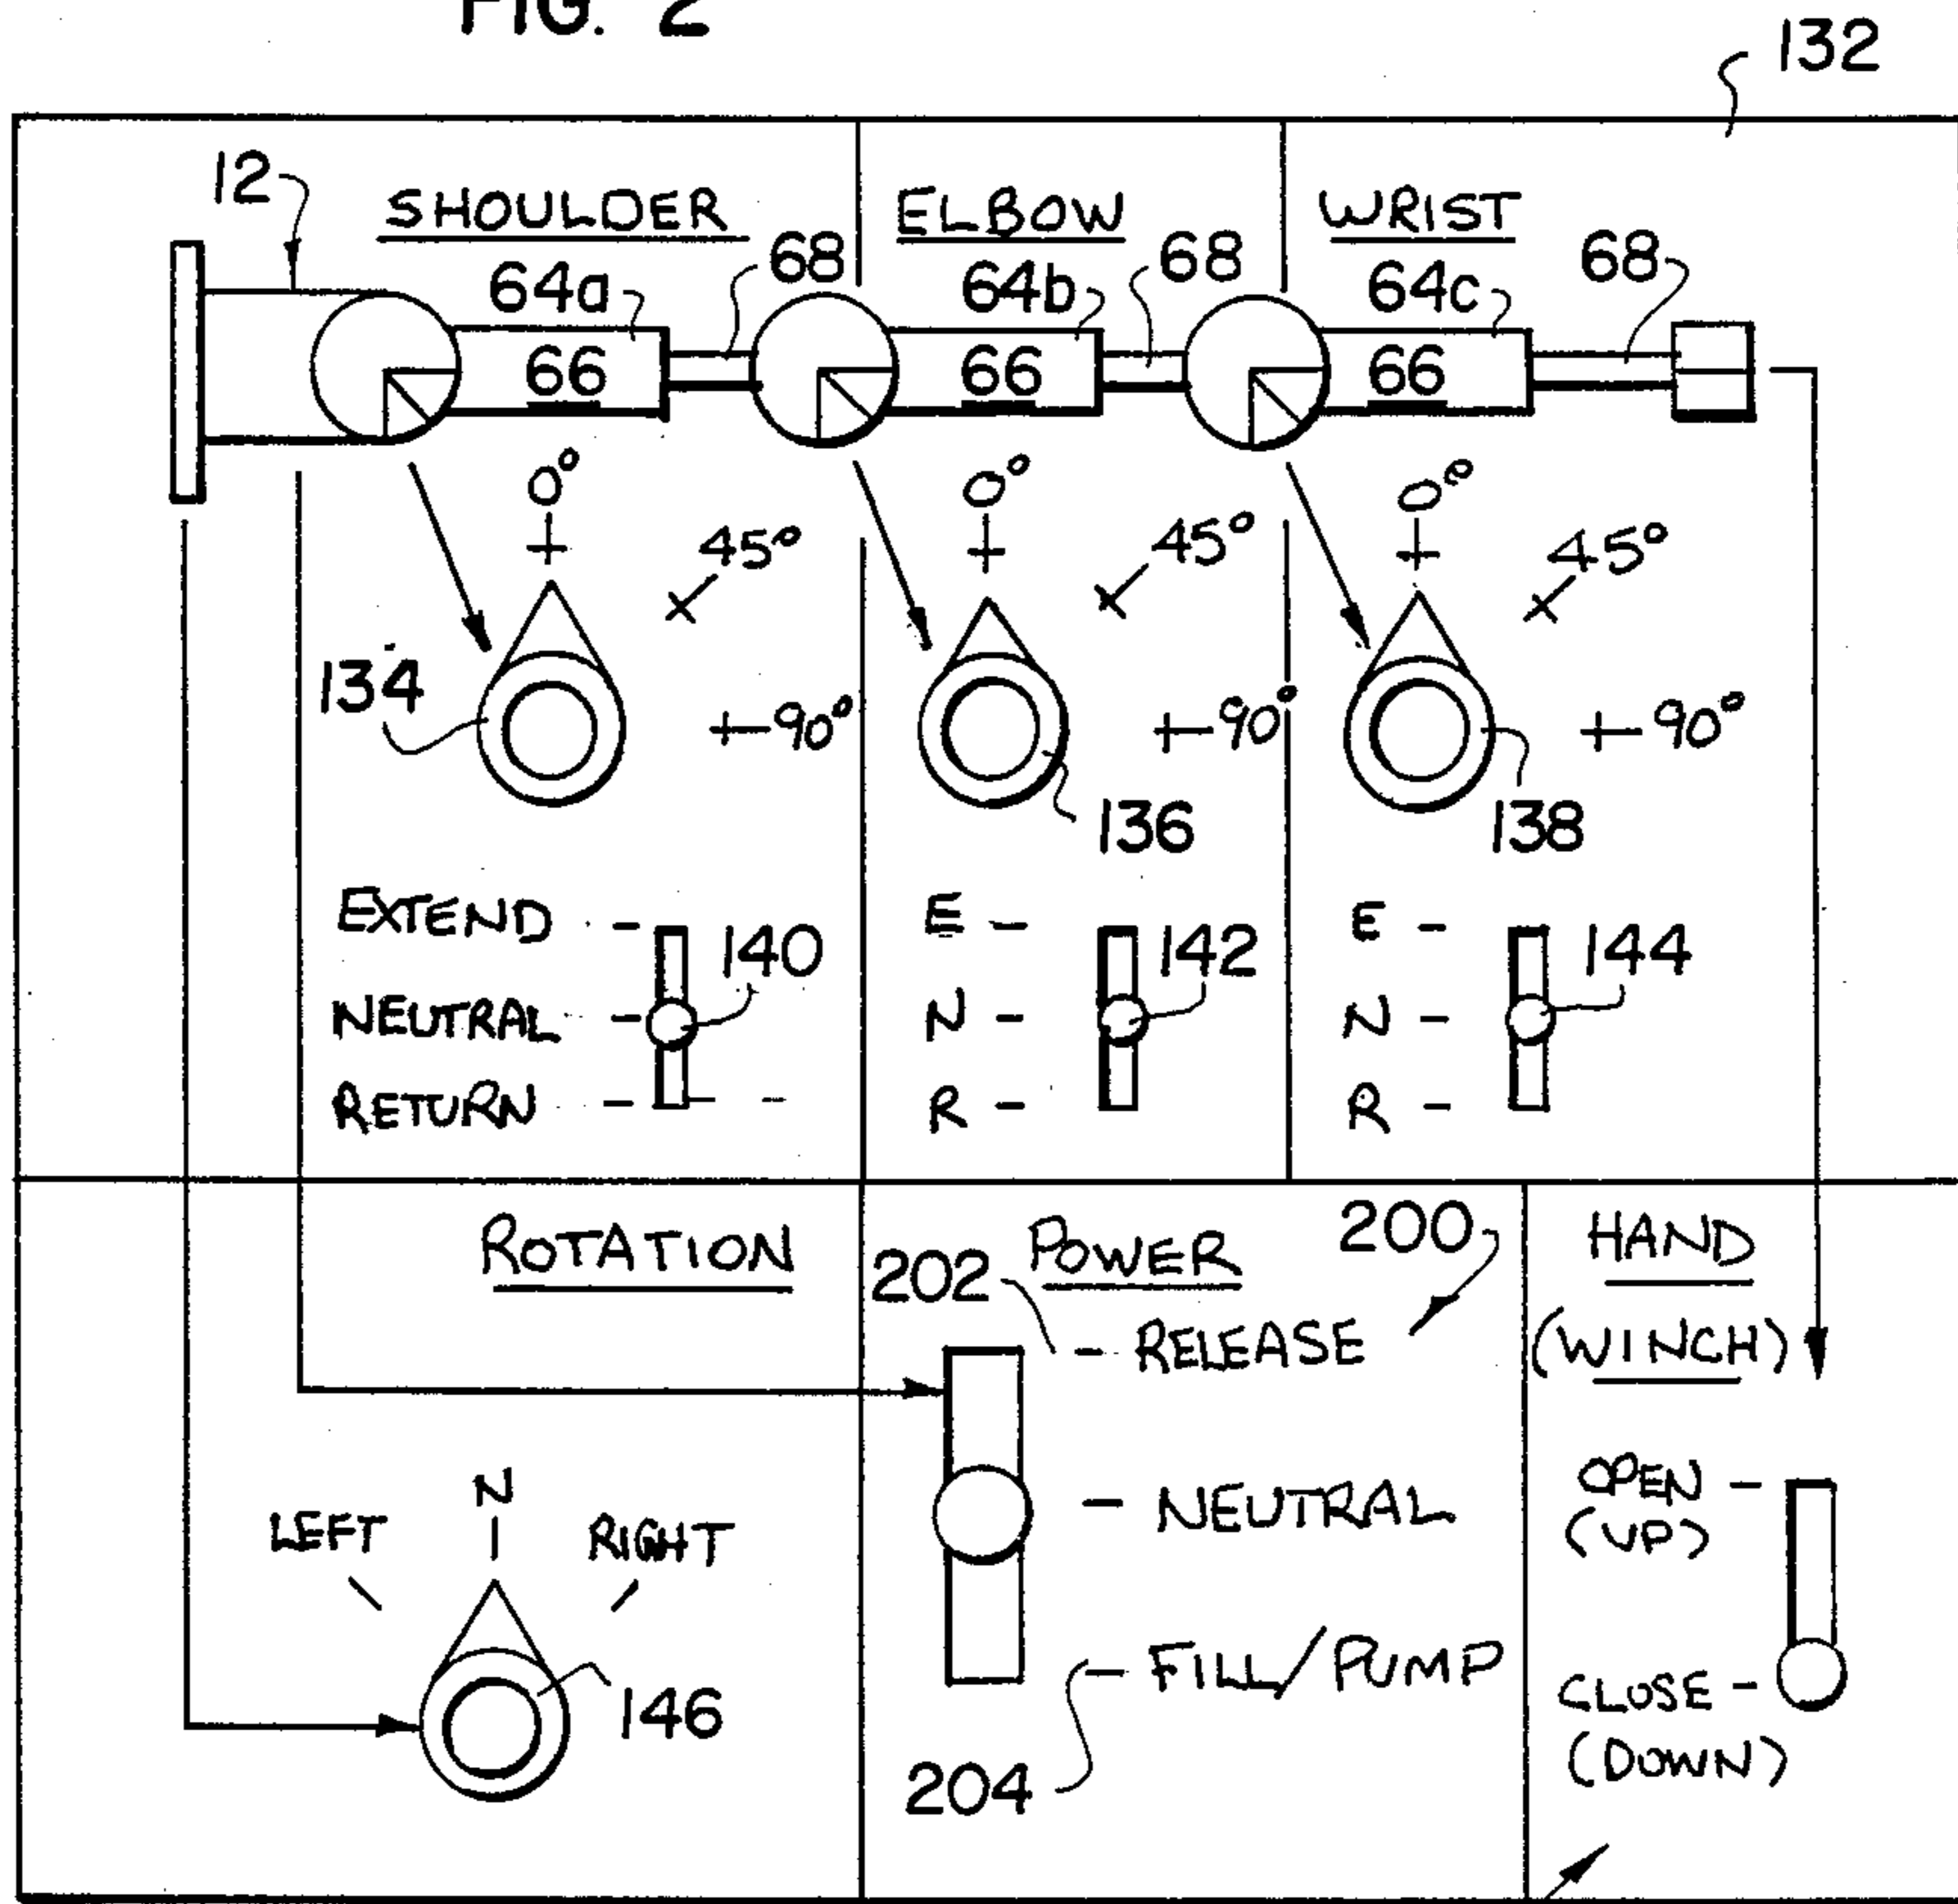 FIG. 2
132
12
SHOULDER
ELBOW
WRIST
64a
68
64b
68
64c
68
66
66
66
0°
45°
90°
0°
45°
90°
0°
45°
90°
134
136
138
EXTEND -
NEUTRAL -
RETURN -
140
E -
N -
R -
142
E -
N -
R -
144
ROTATION
LEFT
N
RIGHT
146
POWER
200
202
- RELEASE
- NEUTRAL
- FILL/PUMP
204
HAND
(WINCH)
OPEN -
(UP)
CLOSE -
(DOWN)